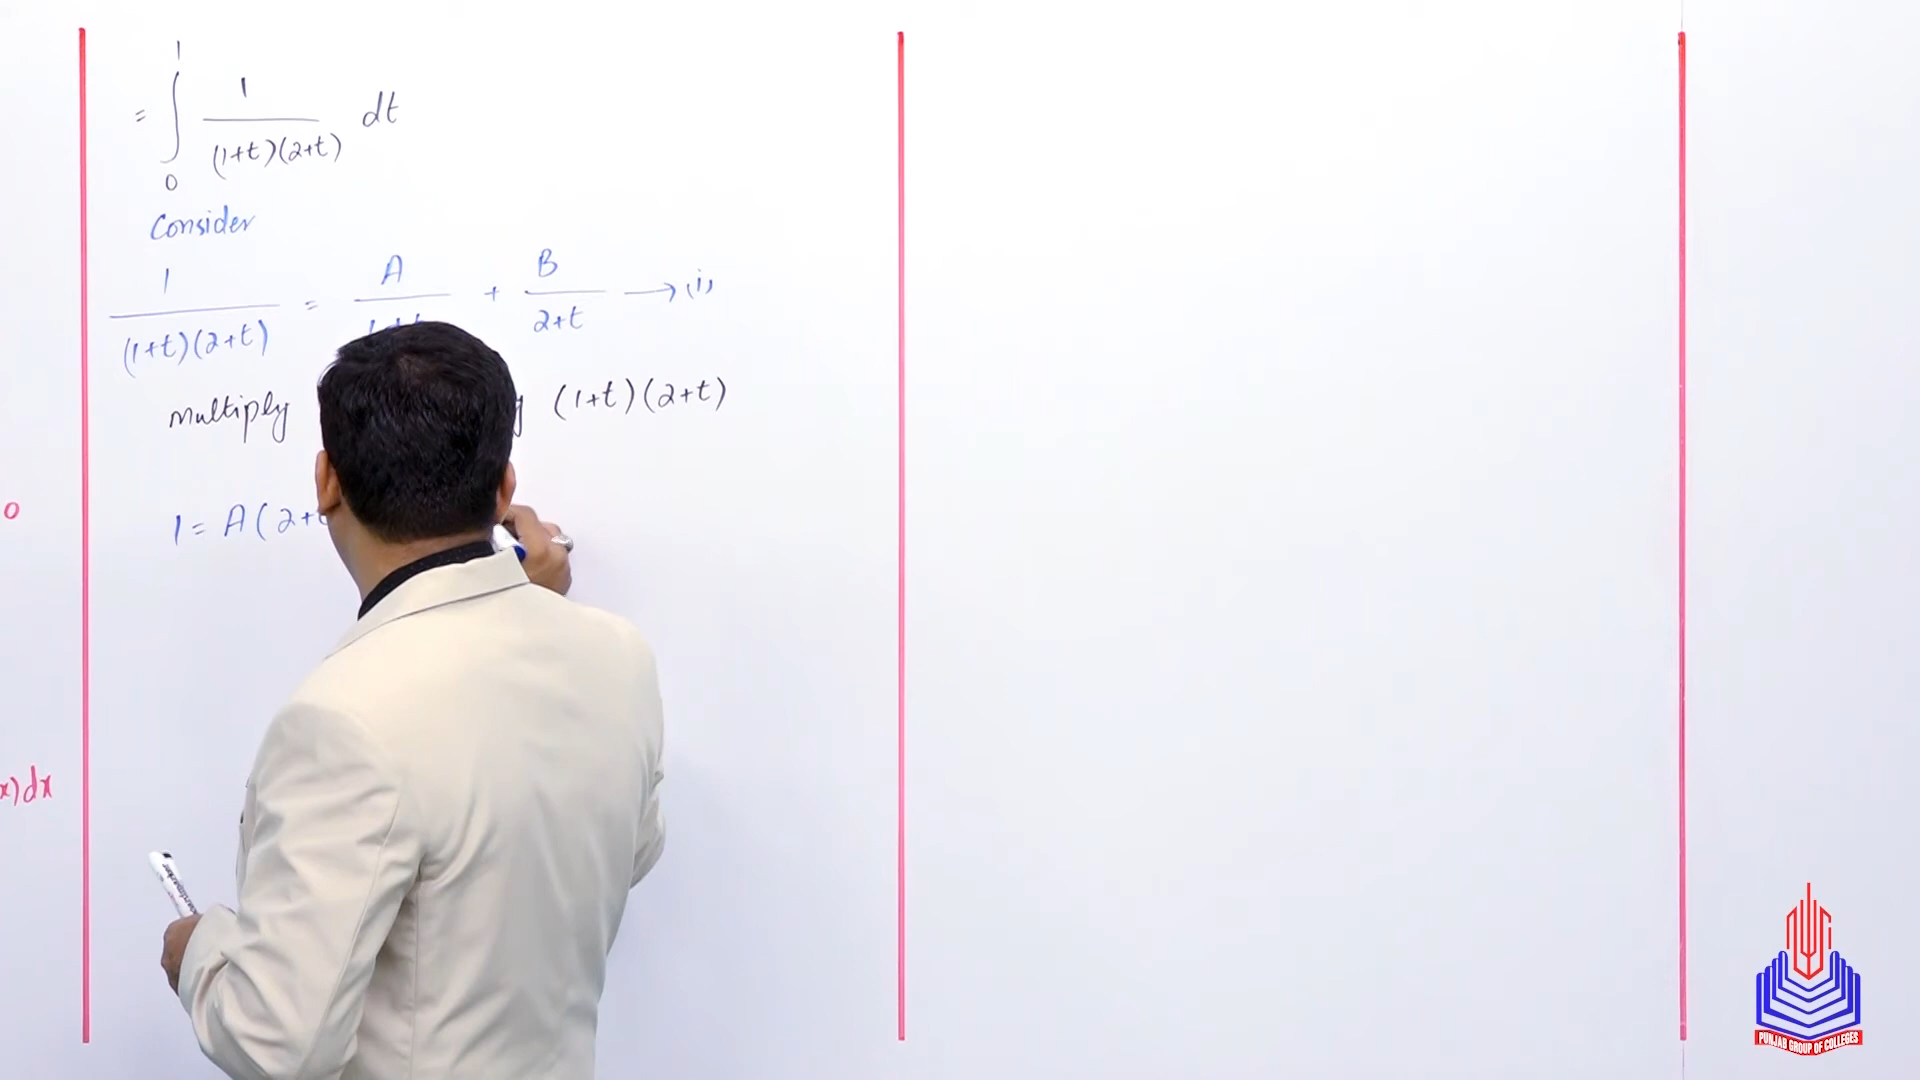 1
= ∫ 1 dt
(1+t)(2+t)
0
Consider
1 = A + B → (i)
(1+t)(2+t) 2+t
multiply (1+t)(2+t)
1 = A(2+
0
x)dx
PUNJAB GROUP OF COLLEGES